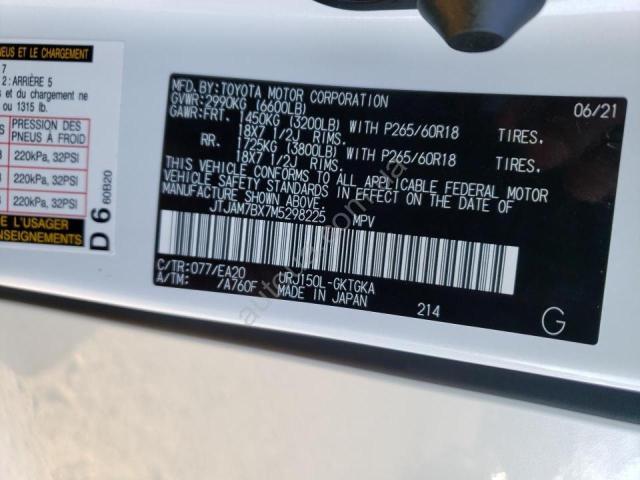 NEUS ET LE CHARGEMENT
7
2 : ARRIÈRE 5
s et du chargement ne
ou 1315 lb.
PRESSION DES
PNEUS À FROID
220kPa, 32PSI
220kPa, 32PSI
220kPa, 32PSI
L'USAGER
NSEIGNEMENTS
D 6 60B20
MFD. BY: TOYOTA MOTOR CORPORATION 06/21
GVWR: 2990KG (6600LB)
GAWR: FRT. 1450KG (3200LB) WITH P265/60R18 TIRES.
18X7 1/2J RIMS.
RR. 1725KG (3800LB) WITH P265/60R18 TIRES.
18X7 1/2J RIMS.
THIS VEHICLE CONFORMS TO ALL APPLICABLE FEDERAL MOTOR
VEHICLE SAFETY STANDARDS IN EFFECT ON THE DATE OF
MANUFACTURE SHOWN ABOVE.
JTJAM7BX7M5298225 MPV
C/TR: 077/EA20 URJ150L-GKTGKA
A/TM: /A760F MADE IN JAPAN 214 G